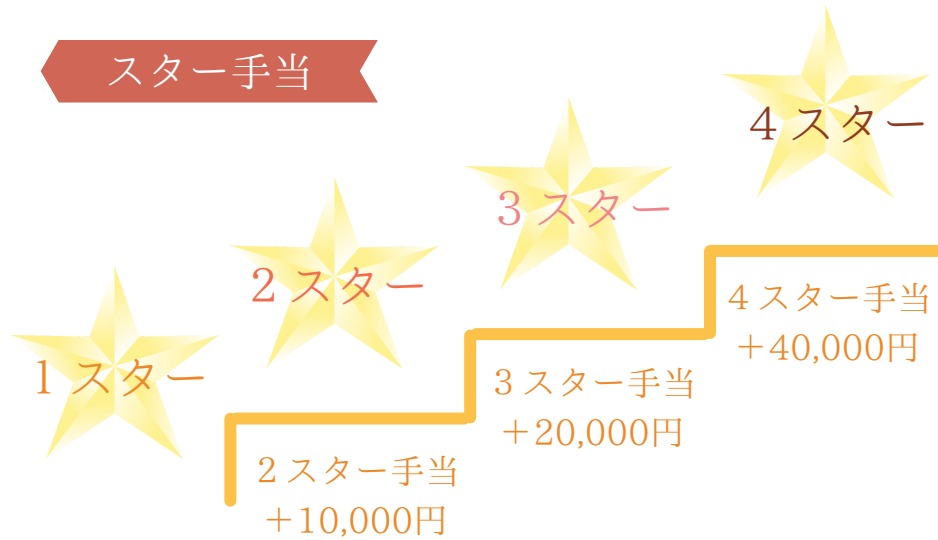 スター手当
４スター
３スター
２スター
１スター
４スター手当
＋40,000円
３スター手当
＋20,000円
２スター手当
＋10,000円